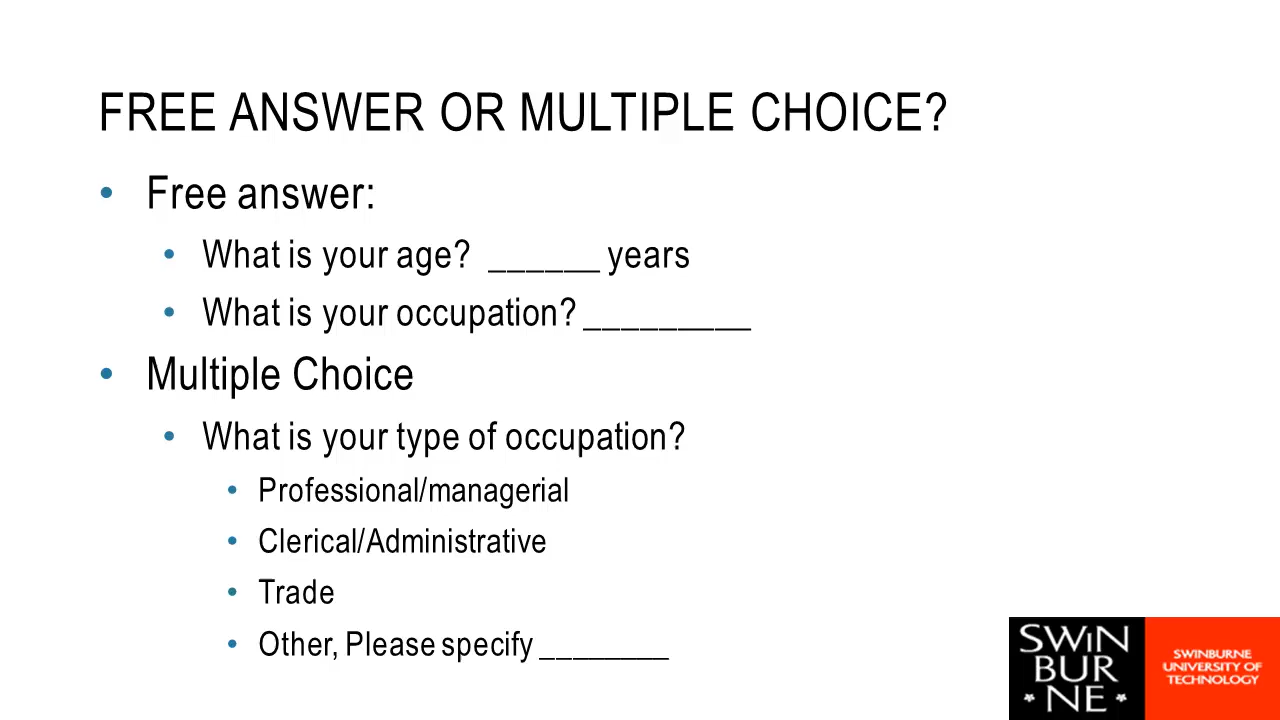 FREE ANSWER OR MULTIPLE CHOICE?
• Free answer:
• What is your age? ______ years
• What is your occupation? _________
• Multiple Choice
• What is your type of occupation?
• Professional/managerial
• Clerical/Administrative
• Trade
• Other, Please specify ________
SWIN
BUR
NE
SWINBURNE
UNIVERSITY OF
TECHNOLOGY